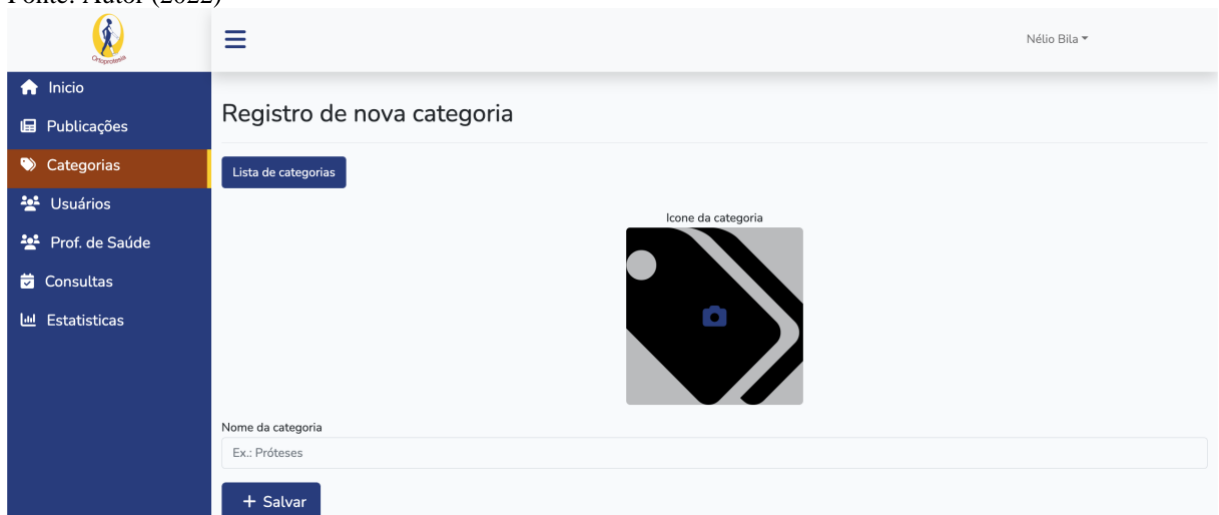 Fonte: Autor (2022)
Ortoprotesia
Nélio Bila
Inicio
Publicações
Categorias
Usuários
Prof. de Saúde
Consultas
Estatisticas
Registro de nova categoria
Lista de categorias
Icone da categoria
Nome da categoria
Ex.: Próteses
+ Salvar